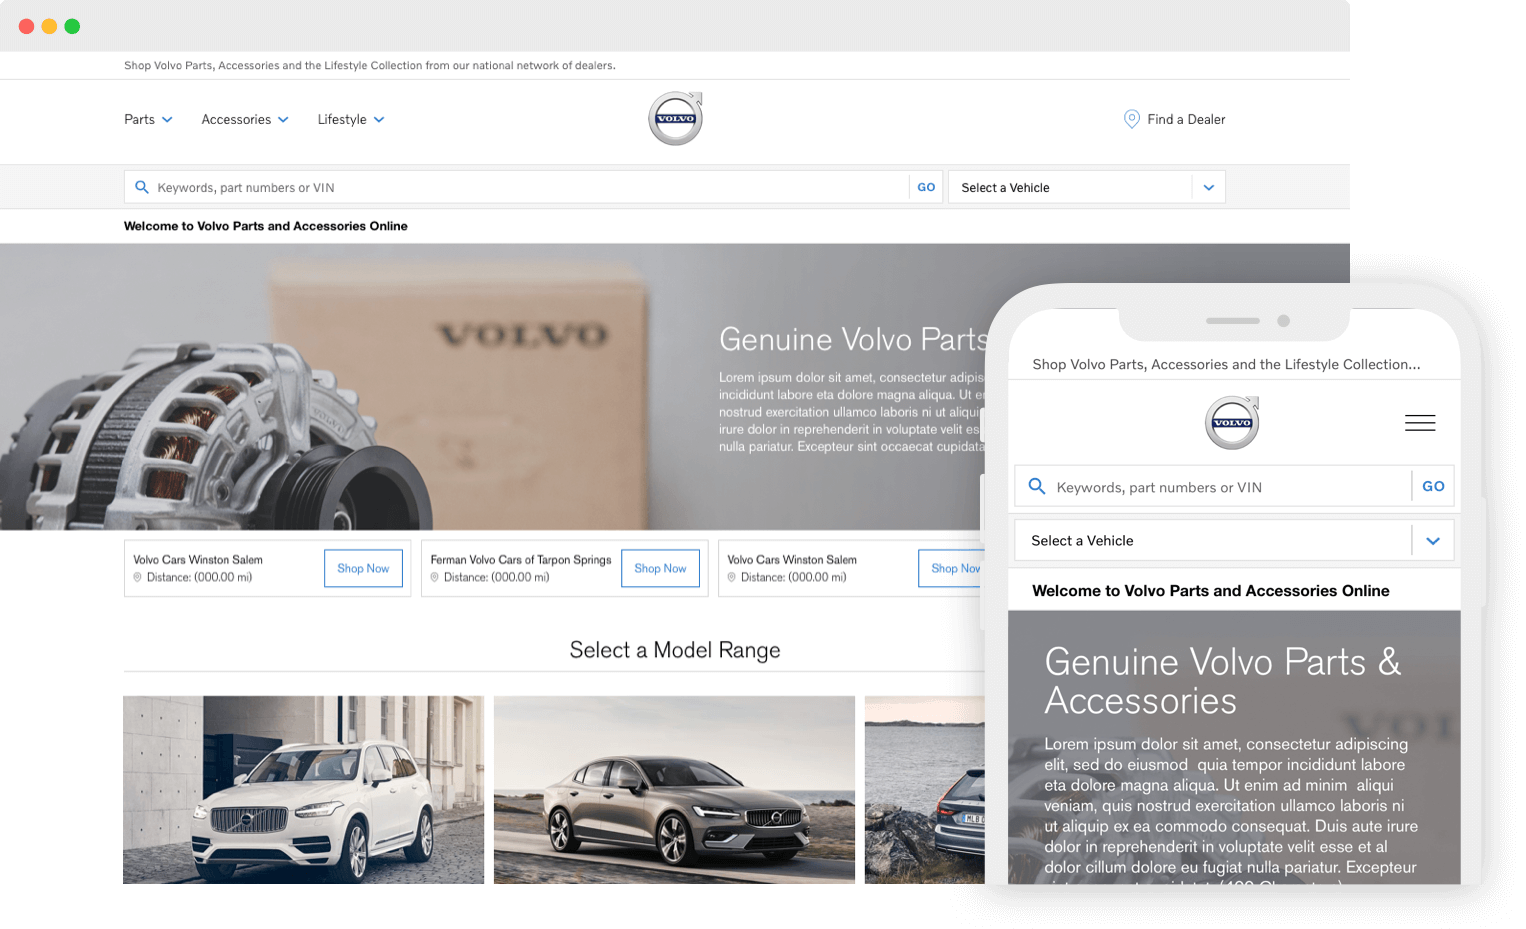 Shop Volvo Parts, Accessories and the Lifestyle Collection from our national network of dealers.
Parts Accessories Lifestyle
VOLVO
Find a Dealer
Keywords, part numbers or VIN GO
Select a Vehicle
Welcome to Volvo Parts and Accessories Online
VOLVO
Genuine Volvo Parts
Lorem ipsum dolor sit amet, consectetur adipis
incididunt labore eta dolore magna aliqua. Ut
nostrud exercitation ullamco laboris ni ut aliqui
irure dolor in reprehenderit in voluptate velit es
nulla pariatur. Excepteur sint occaecat cupidata
Volvo Cars Winston Salem
Distance: (000.00 mi)
Shop Now
Ferman Volvo Cars of Tarpon Springs
Distance: (000.00 mi)
Shop Now
Volvo Cars Winston Salem
Distance: (000.00 mi)
Shop Now
Select a Model Range
Shop Volvo Parts, Accessories and the Lifestyle Collection...
VOLVO
Keywords, part numbers or VIN GO
Select a Vehicle
Welcome to Volvo Parts and Accessories Online
Genuine Volvo Parts &
Accessories
Lorem ipsum dolor sit amet, consectetur adipiscing
elit, sed do eiusmod quia tempor incididunt labore
eta dolore magna aliqua. Ut enim ad minim aliqui
veniam, quis nostrud exercitation ullamco laboris ni
ut aliquip ex ea commodo consequat. Duis aute irure
dolor in reprehenderit in voluptate velit esse et al
dolor cillum dolore eu fugiat nulla pariatur. Excepteur